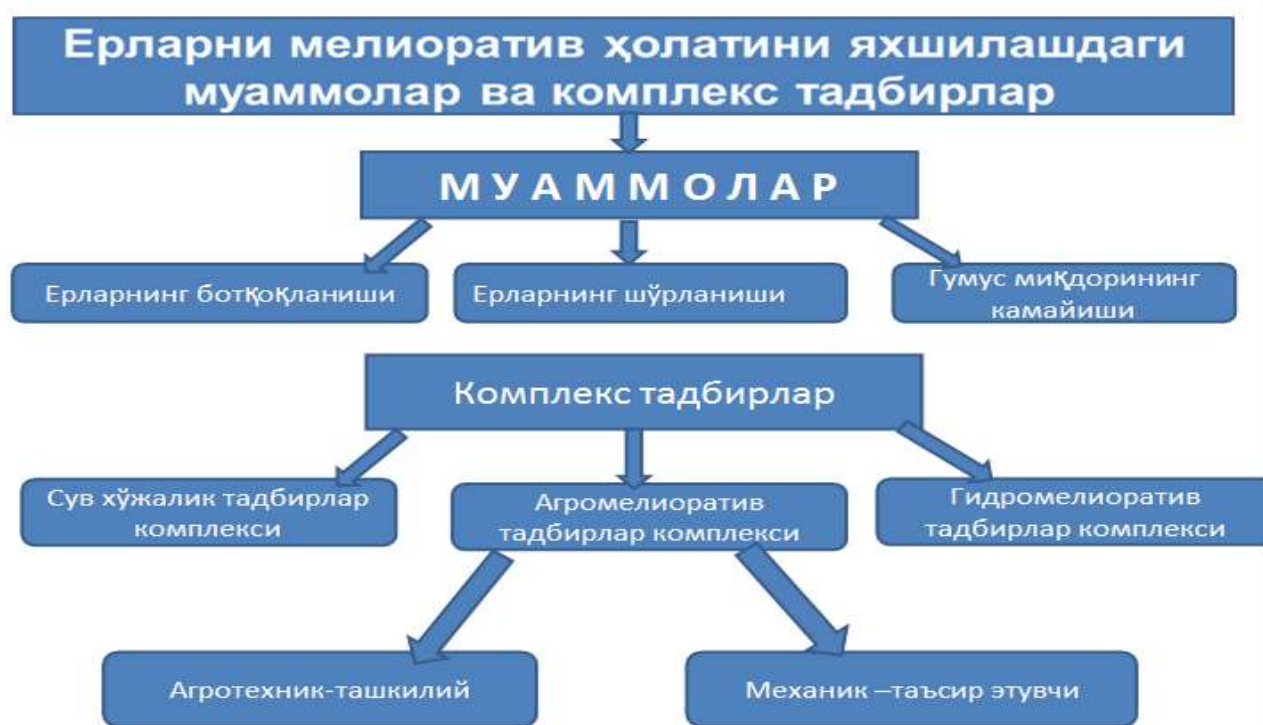 Ерларни мелиоратив ҳолатини яхшилашдаги
муаммолар ва комплекс тадбирлар
М У А М М О Л А Р
Ерларнинг ботқоқланиши
Ерларнинг шўрланиши
Гумус миқдорининг
камайиши
Комплекс тадбирлар
Сув хўжалик тадбирлар
комплекси
Агромелиоратив
тадбирлар комплекси
Гидромелиоратив
тадбирлар комплекси
Агротехник-ташкилий
Механик –таъсир этувчи